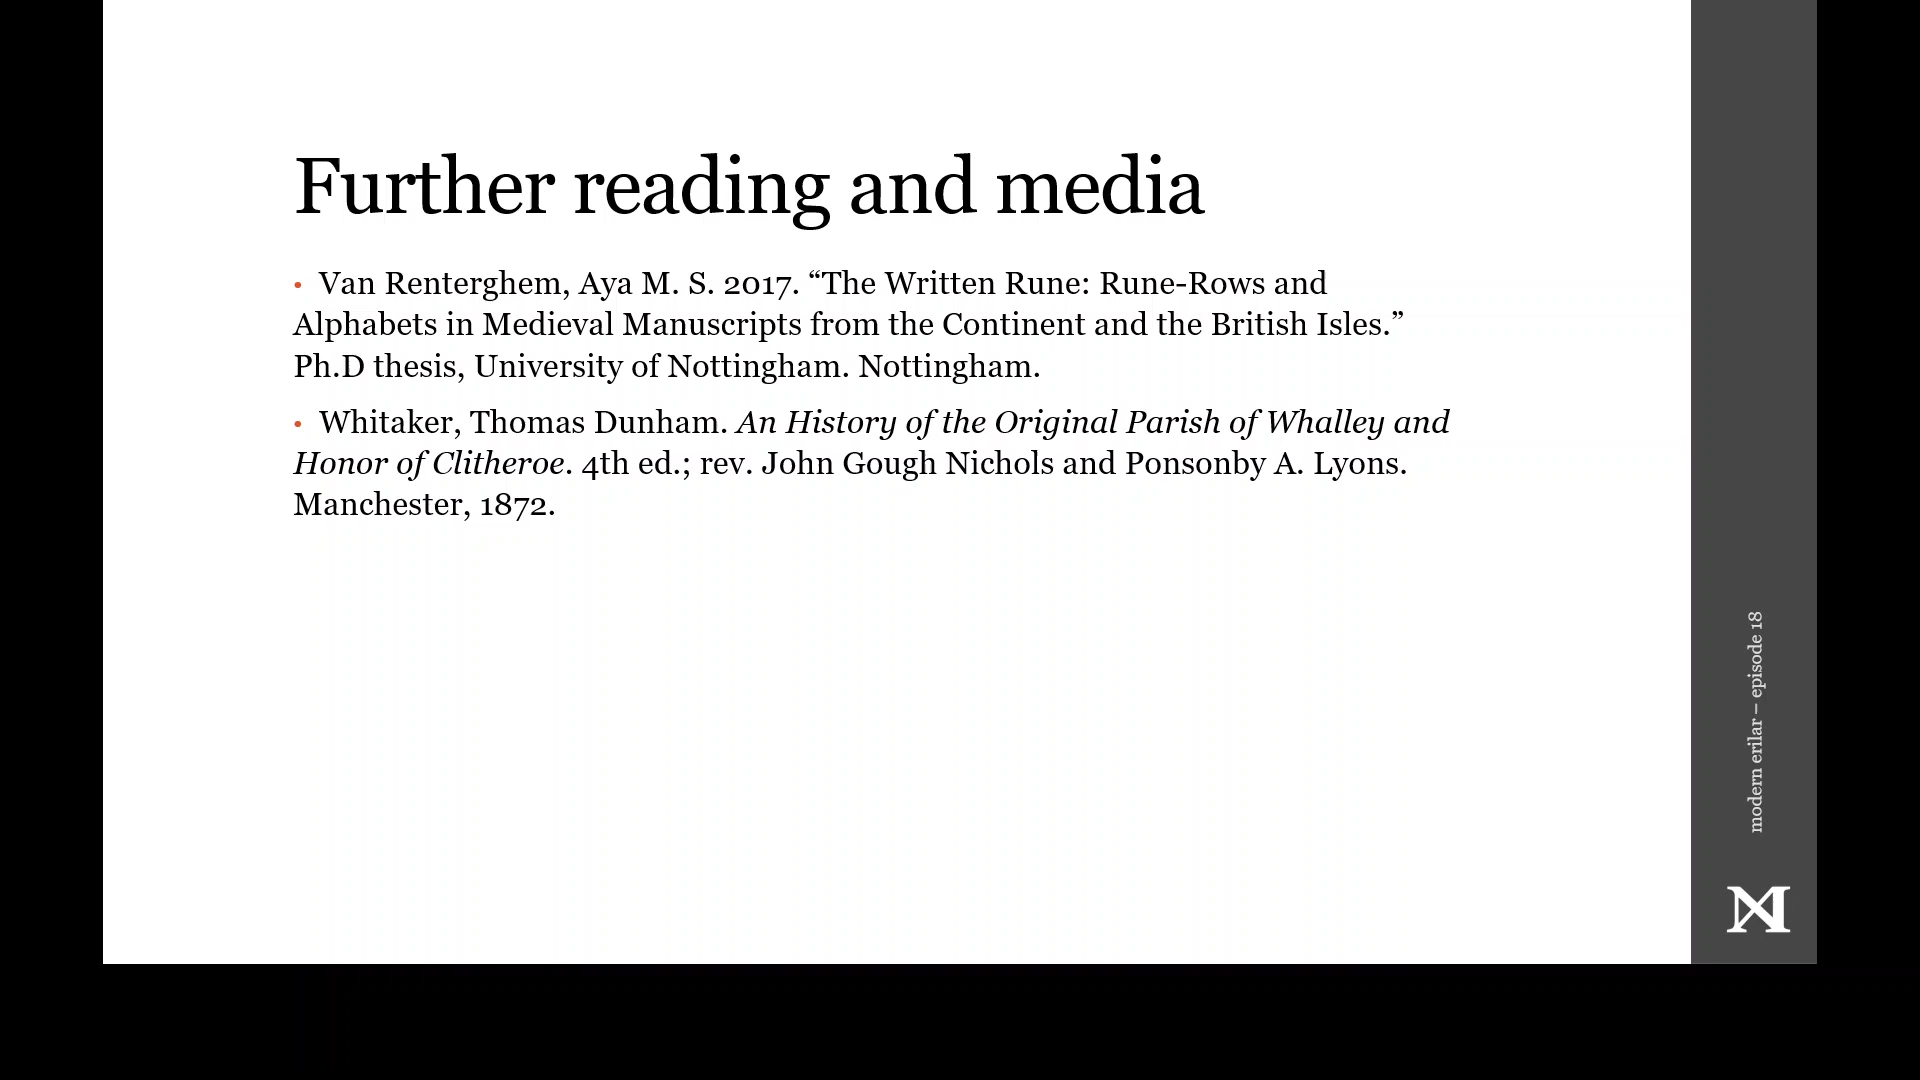 Further reading and media
• Van Renterghem, Aya M. S. 2017. “The Written Rune: Rune-Rows and
Alphabets in Medieval Manuscripts from the Continent and the British Isles.”
Ph.D thesis, University of Nottingham. Nottingham.
• Whitaker, Thomas Dunham. An History of the Original Parish of Whalley and
Honor of Clitheroe. 4th ed.; rev. John Gough Nichols and Ponsonby A. Lyons.
Manchester, 1872.
modern erilar – episode 18